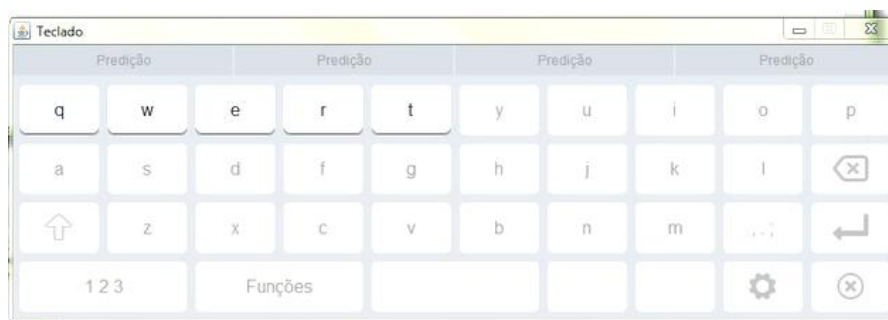 Teclado
Predição Predição Predição Predição
q w e r t y u i o p
a s d f g h j k l
z x c v b n m , . ;
1 2 3 Funções